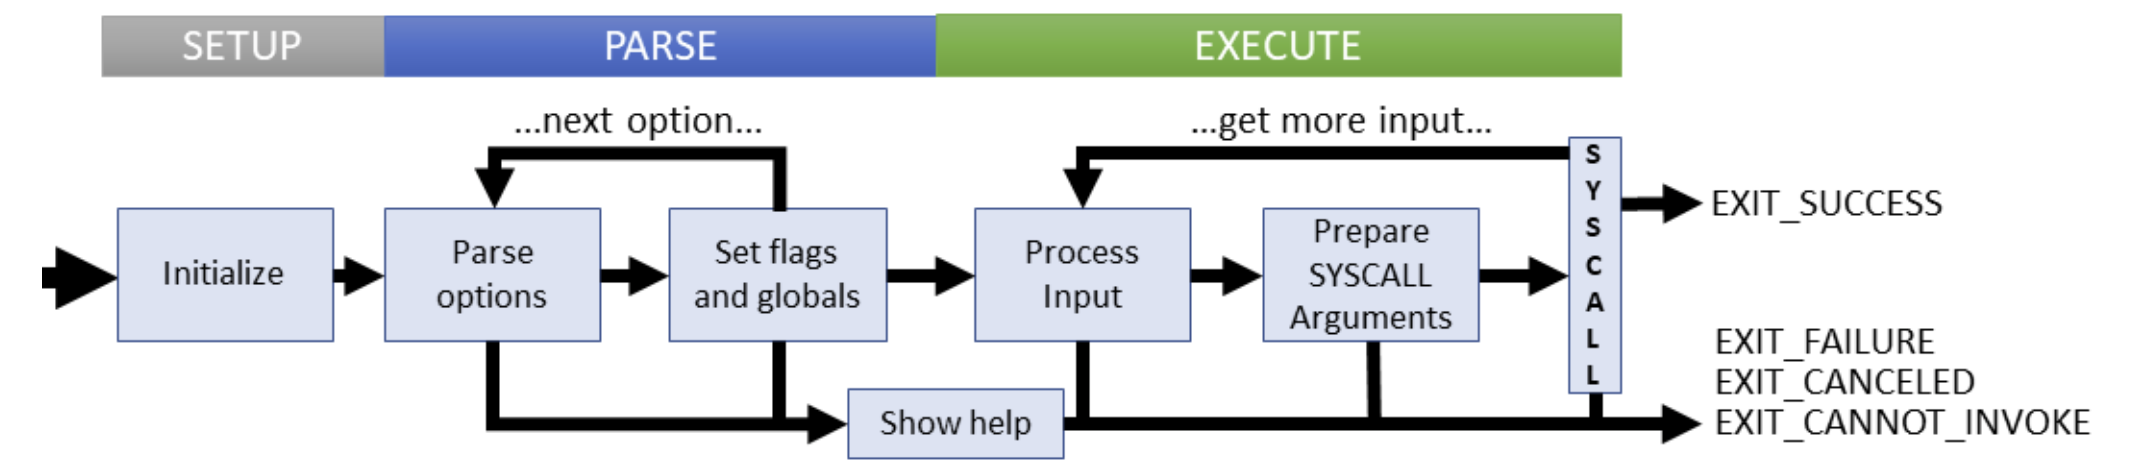 SETUP
PARSE
EXECUTE
...next option...
...get more input...
Initialize
Parse
options
Set flags
and globals
Process
Input
Prepare
SYSCALL
Arguments
S
Y
S
C
A
L
L
EXIT_SUCCESS
Show help
EXIT_FAILURE
EXIT_CANCELED
EXIT_CANNOT_INVOKE